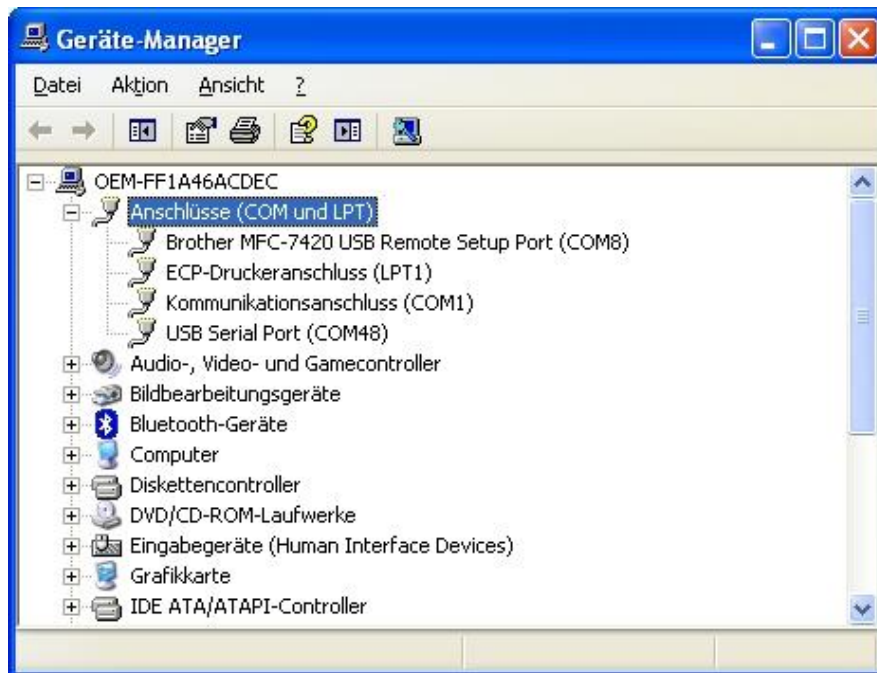 Geräte-Manager
Datei Aktion Ansicht ?
OEM-FF1A46ACDEC
Anschlüsse (COM und LPT)
Brother MFC-7420 USB Remote Setup Port (COM8)
ECP-Druckeranschluss (LPT1)
Kommunikationsanschluss (COM1)
USB Serial Port (COM48)
Audio-, Video- und Gamecontroller
Bildbearbeitungsgeräte
Bluetooth-Geräte
Computer
Diskettencontroller
DVD/CD-ROM-Laufwerke
Eingabegeräte (Human Interface Devices)
Grafikkarte
IDE ATA/ATAPI-Controller